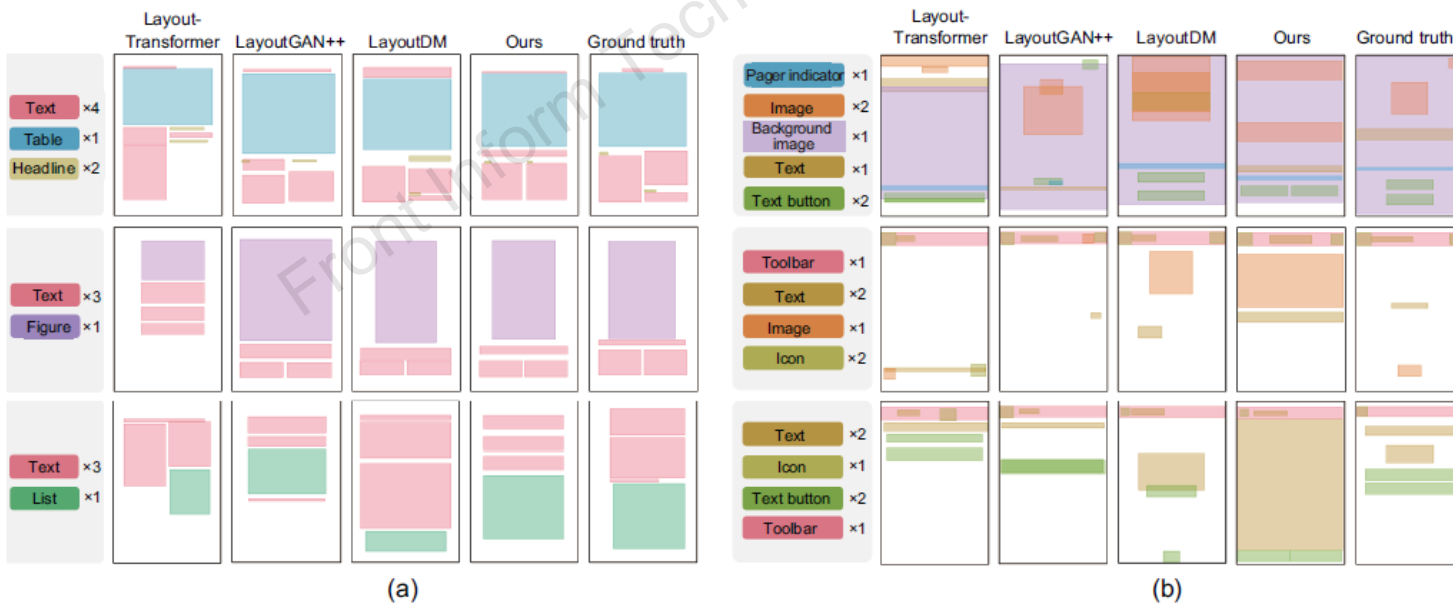 Layout-
Transformer LayoutGAN++ LayoutDM Ours Ground truth
Text ×4
Table ×1
Headline ×2
Text ×3
Figure ×1
Text ×3
List ×1
(a)
Layout-
Transformer LayoutGAN++ LayoutDM Ours Ground truth
Pager indicator ×1
Image ×2
Background
image ×1
Text ×1
Text button ×2
Toolbar ×1
Text ×2
Image ×1
Icon ×2
Text ×2
Icon ×1
Text button ×2
Toolbar ×1
(b)
Front Inform Tech